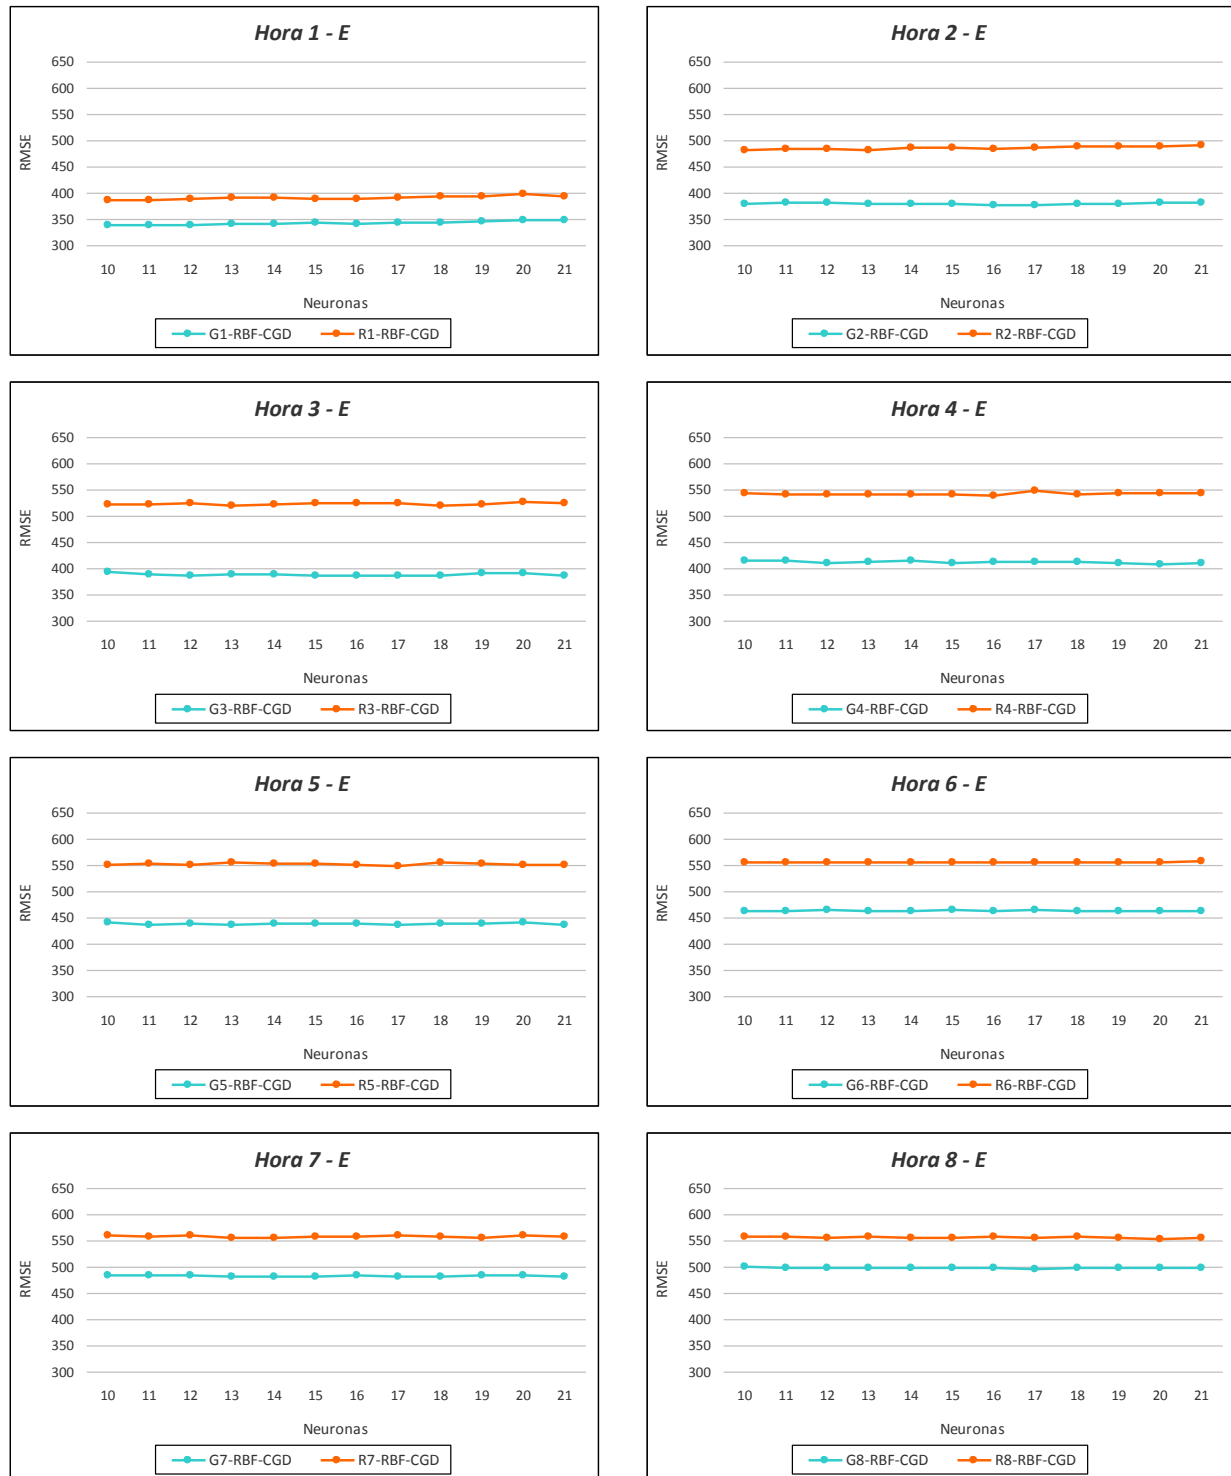 Hora 1 - E
650
600
550
500
450
400
350
300
RMSE
10 11 12 13 14 15 16 17 18 19 20 21
Neuronas
G1-RBF-CGD R1-RBF-CGD
Hora 2 - E
650
600
550
500
450
400
350
300
RMSE
10 11 12 13 14 15 16 17 18 19 20 21
Neuronas
G2-RBF-CGD R2-RBF-CGD
Hora 3 - E
650
600
550
500
450
400
350
300
RMSE
10 11 12 13 14 15 16 17 18 19 20 21
Neuronas
G3-RBF-CGD R3-RBF-CGD
Hora 4 - E
650
600
550
500
450
400
350
300
RMSE
10 11 12 13 14 15 16 17 18 19 20 21
Neuronas
G4-RBF-CGD R4-RBF-CGD
Hora 5 - E
650
600
550
500
450
400
350
300
RMSE
10 11 12 13 14 15 16 17 18 19 20 21
Neuronas
G5-RBF-CGD R5-RBF-CGD
Hora 6 - E
650
600
550
500
450
400
350
300
RMSE
10 11 12 13 14 15 16 17 18 19 20 21
Neuronas
G6-RBF-CGD R6-RBF-CGD
Hora 7 - E
650
600
550
500
450
400
350
300
RMSE
10 11 12 13 14 15 16 17 18 19 20 21
Neuronas
G7-RBF-CGD R7-RBF-CGD
Hora 8 - E
650
600
550
500
450
400
350
300
RMSE
10 11 12 13 14 15 16 17 18 19 20 21
Neuronas
G8-RBF-CGD R8-RBF-CGD